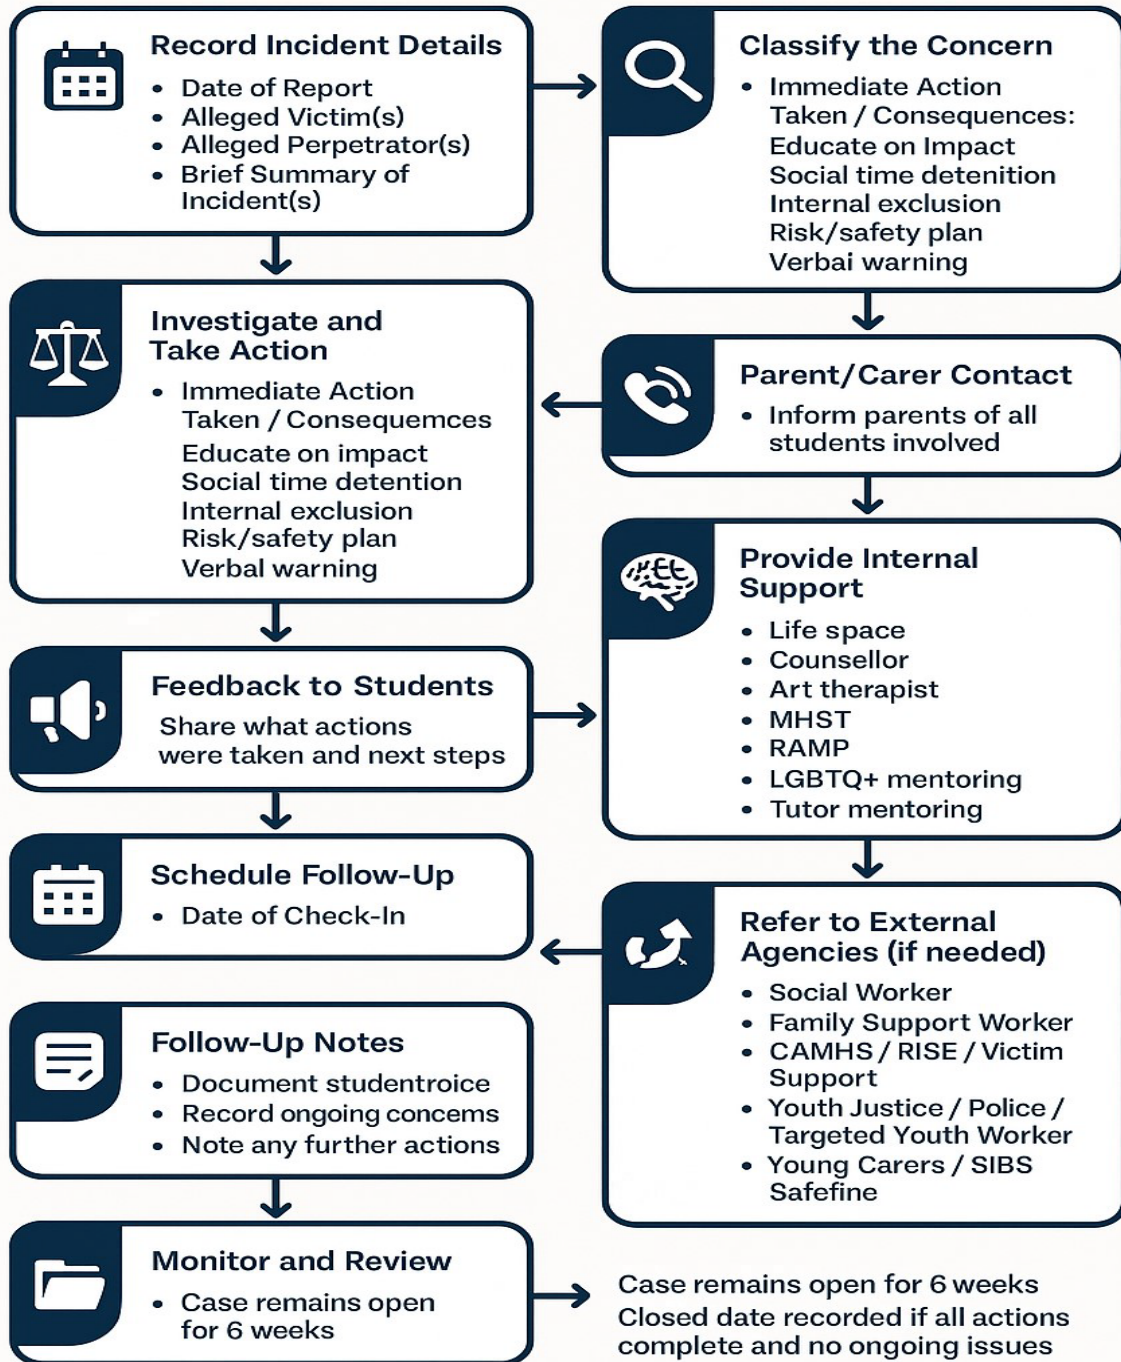 Record Incident Details
• Date of Report
• Alleged Victim(s)
• Alleged Perpetrator(s)
• Brief Summary of
Incident(s)
Classify the Concern
• Immediate Action
Taken / Consequences:
Educate on Impact
Social time detenition
Internal exclusion
Risk/safety plan
Verbai warning
Investigate and
Take Action
• Immediate Action
Taken / Consequemces
Educate on impact
Social time detention
Internal exclusion
Risk/safety plan
Verbal warning
Parent/Carer Contact
• Inform parents of all
students involved
Provide Internal
Support
• Life space
• Counsellor
• Art therapist
• MHST
• RAMP
• LGBTQ+ mentoring
• Tutor mentoring
Feedback to Students
Share what actions
were taken and next steps
Schedule Follow-Up
• Date of Check-In
Refer to External
Agencies (if needed)
• Social Worker
• Family Support Worker
• CAMHS / RISE / Victim
Support
• Youth Justice / Police /
Targeted Youth Worker
• Young Carers / SIBS
Safefine
Follow-Up Notes
• Document studentroice
• Record ongoing concems
• Note any further actions
Monitor and Review
• Case remains open
for 6 weeks
Case remains open for 6 weeks
Closed date recorded if all actions
complete and no ongoing issues